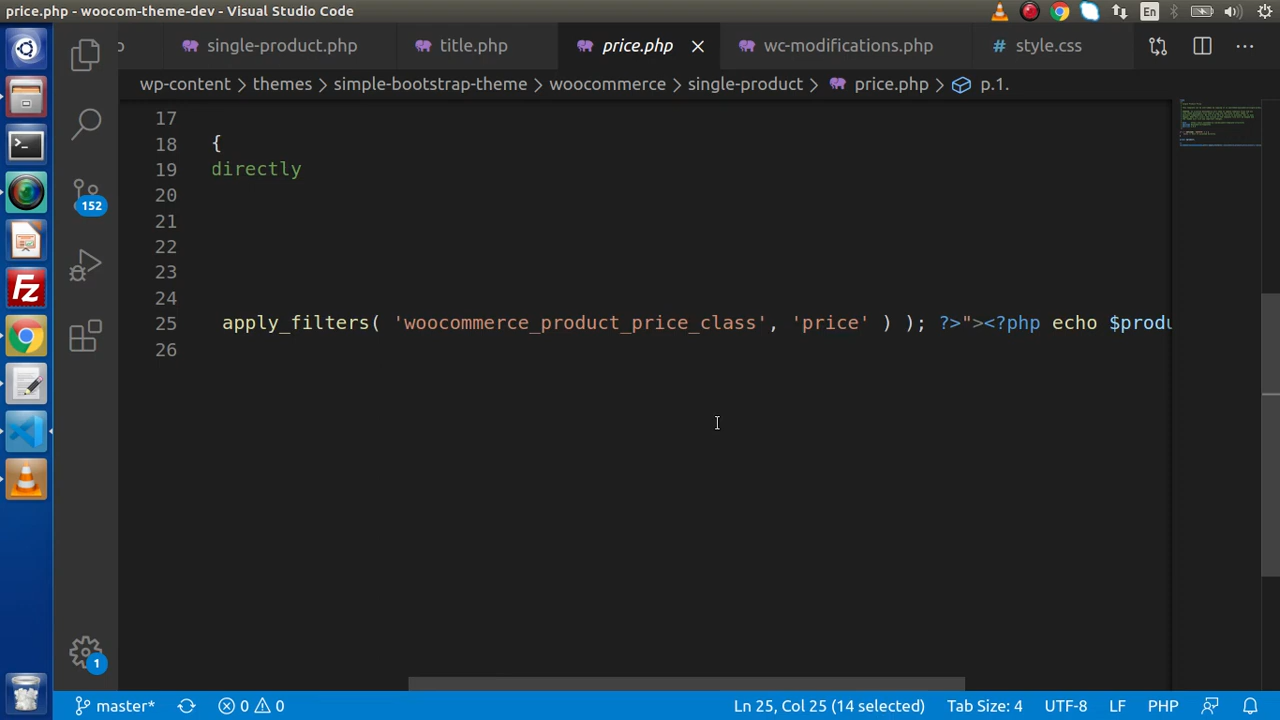 price.php - woocom-theme-dev - Visual Studio Code
En
single-product.php
title.php
price.php
wc-modifications.php
style.css
wp-content > themes > simple-bootstrap-theme > woocommerce > single-product > price.php > p.1.
17
18 {
19 directly
20
21
22
23
24
25 apply_filters( 'woocommerce_product_price_class', 'price' ) ); ?>"><?php echo $produ
26
152
1
master*
0 0
Ln 25, Col 25 (14 selected)
Tab Size: 4
UTF-8
LF
PHP